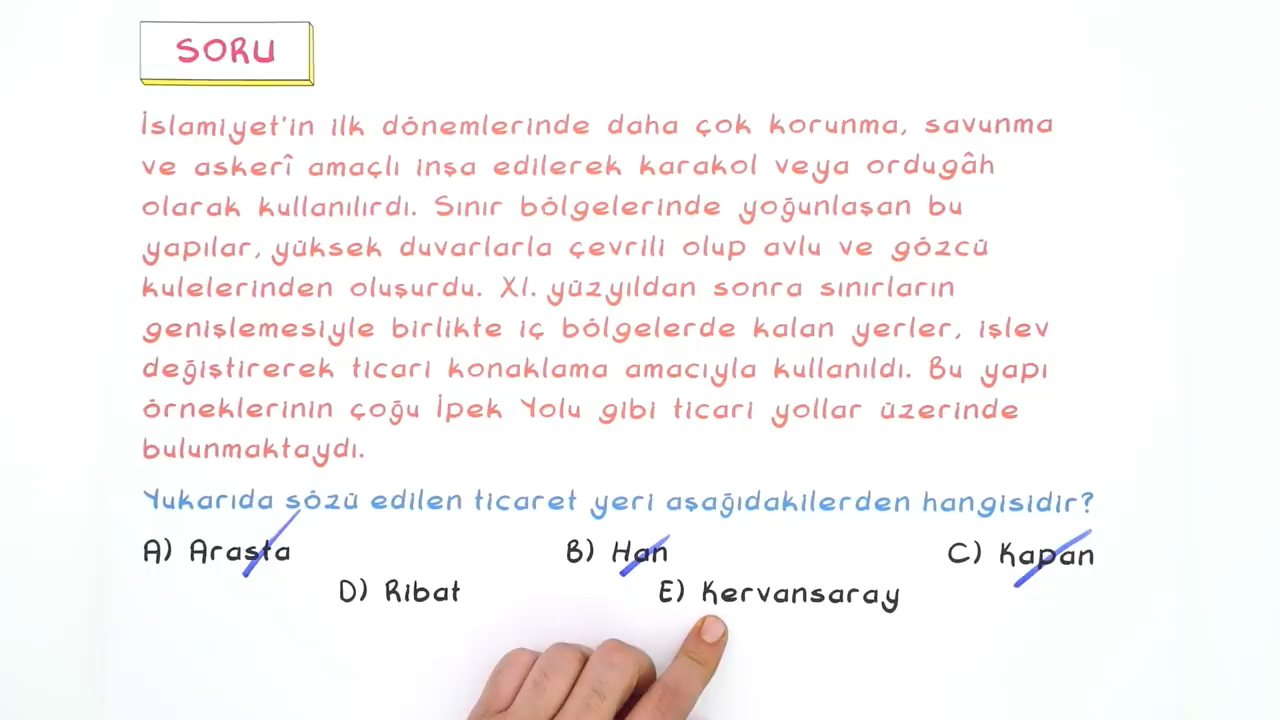 SORU
İslamiyet'in ilk dönemlerinde daha çok korunma, savunma
ve askerî amaçlı inşa edilerek karakol veya ordugâh
olarak kullanılırdı. Sınır bölgelerinde yoğunlaşan bu
yapılar, yüksek duvarlarla çevrili olup avlu ve gözcü
kulelerinden oluşurdu. XI. yüzyıldan sonra sınırların
genişlemesiyle birlikte iç bölgelerde kalan yerler, işlev
değiştirerek ticari konaklama amacıyla kullanıldı. Bu yapı
örneklerinin çoğu İpek Yolu gibi ticari yollar üzerinde
bulunmaktaydı.
Yukarıda sözü edilen ticaret yeri aşağıdakilerden hangisidir?
A) Arasta B) Han C) Kapan
D) Ribat E) Kervansaray